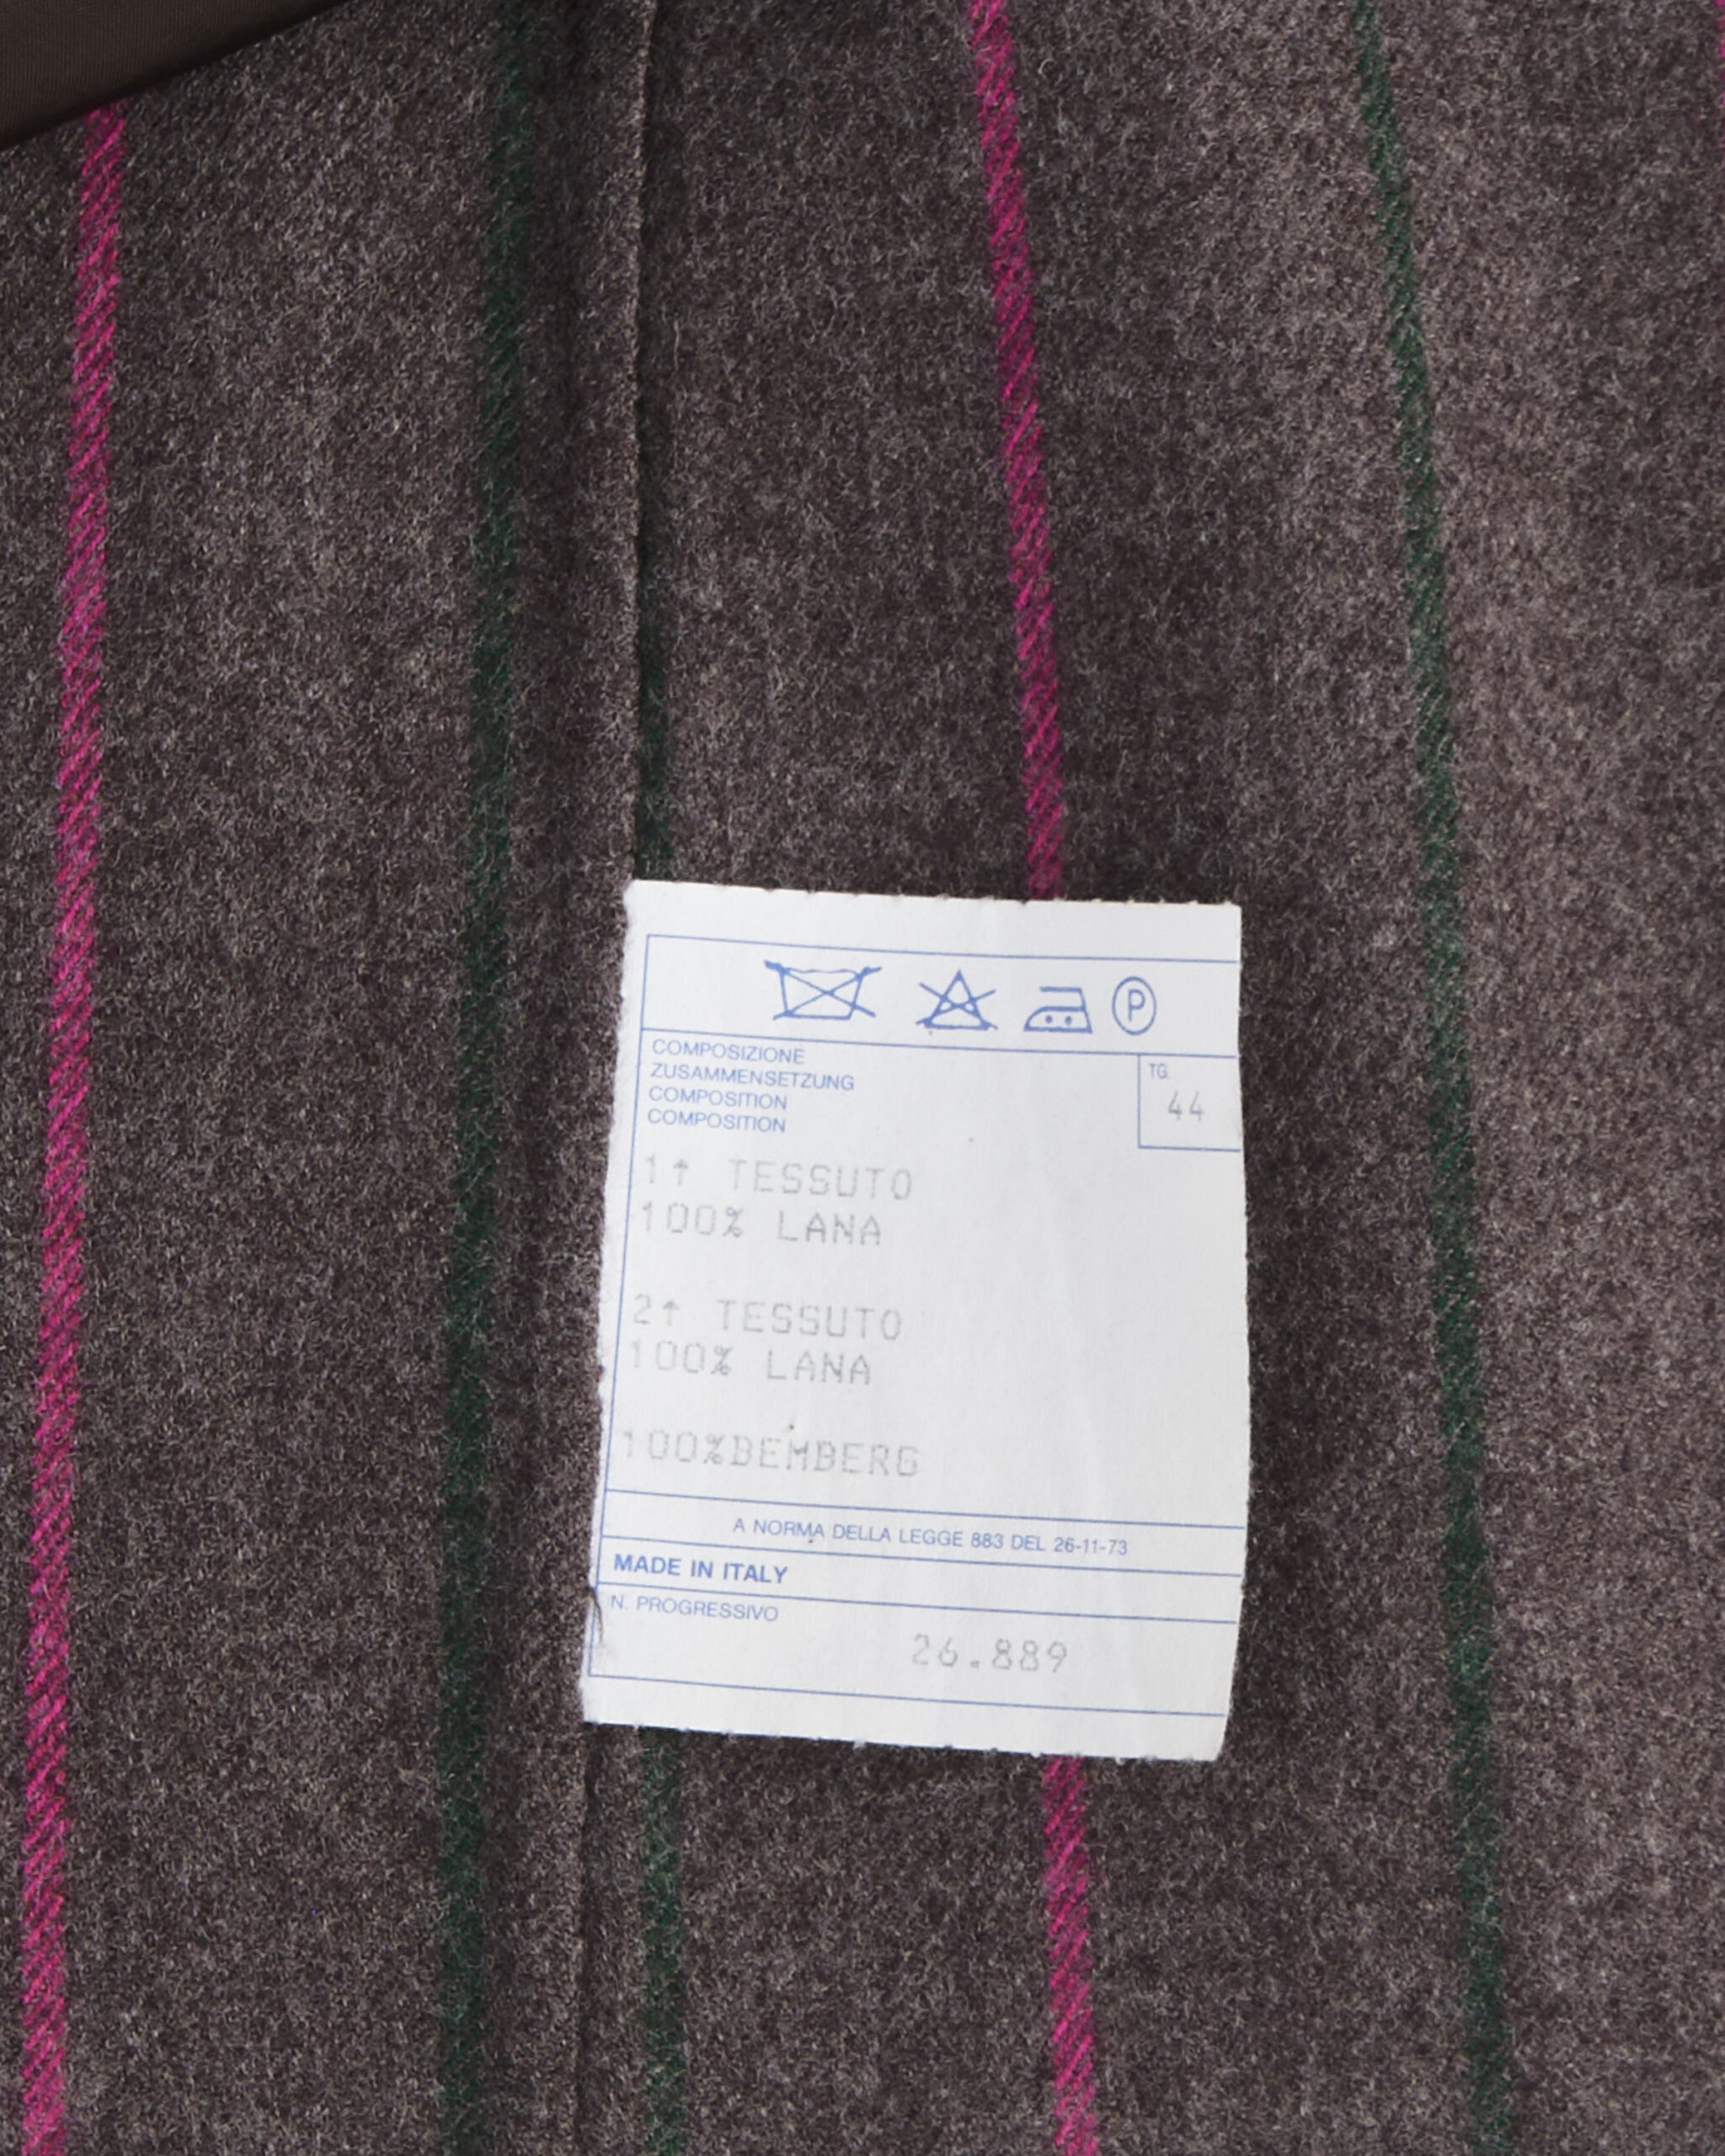 P
COMPOSIZIONE
ZUSAMMENSETZUNG
COMPOSITION
COMPOSITION
TG.
44
1↑ TESSUTO
100% LANA
2↑ TESSUTO
100% LANA
100%BEMBERG
A NORMA DELLA LEGGE 883 DEL 26-11-73
MADE IN ITALY
N. PROGRESSIVO
26.889